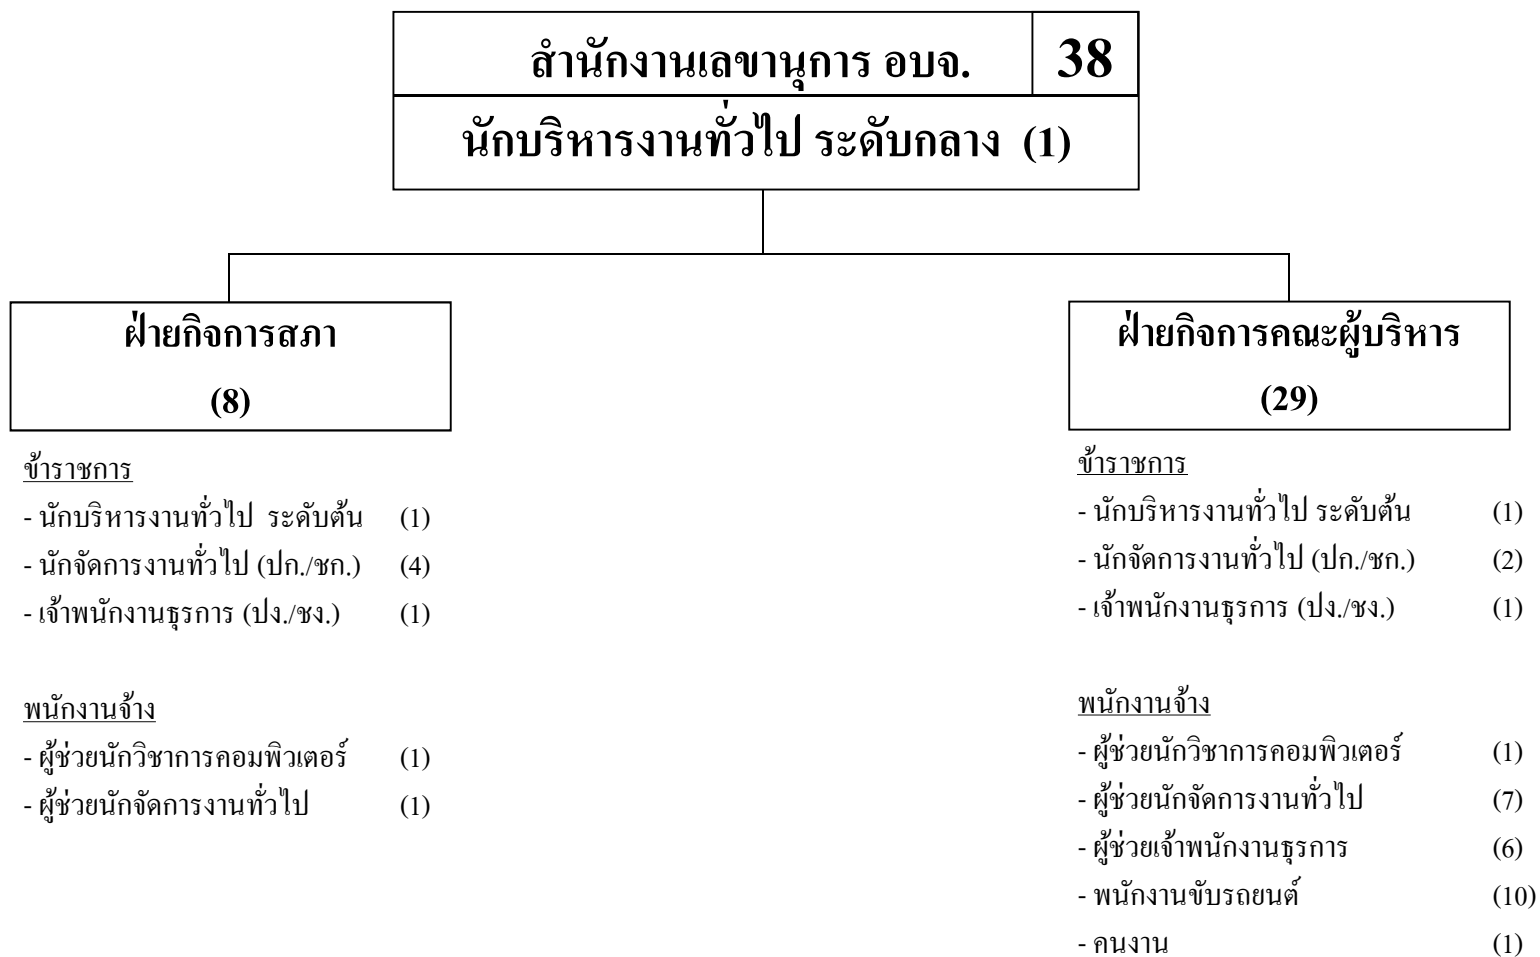 สำนักงานเลขานุการ อบจ. 38
นักบริหารงานทั่วไป ระดับกลาง (1)
ฝ่ายกิจการสภา
(8)
ข้าราชการ
- นักบริหารงานทั่วไป ระดับต้น (1)
- นักจัดการงานทั่วไป (ปก./ชก.) (4)
- เจ้าพนักงานธุรการ (ปง./ชง.) (1)
พนักงานจ้าง
- ผู้ช่วยนักวิชาการคอมพิวเตอร์ (1)
- ผู้ช่วยนักจัดการงานทั่วไป (1)
ฝ่ายกิจการคณะผู้บริหาร
(29)
ข้าราชการ
- นักบริหารงานทั่วไป ระดับต้น (1)
- นักจัดการงานทั่วไป (ปก./ชก.) (2)
- เจ้าพนักงานธุรการ (ปง./ชง.) (1)
พนักงานจ้าง
- ผู้ช่วยนักวิชาการคอมพิวเตอร์ (1)
- ผู้ช่วยนักจัดการงานทั่วไป (7)
- ผู้ช่วยเจ้าพนักงานธุรการ (6)
- พนักงานขับรถยนต์ (10)
- คนงาน (1)